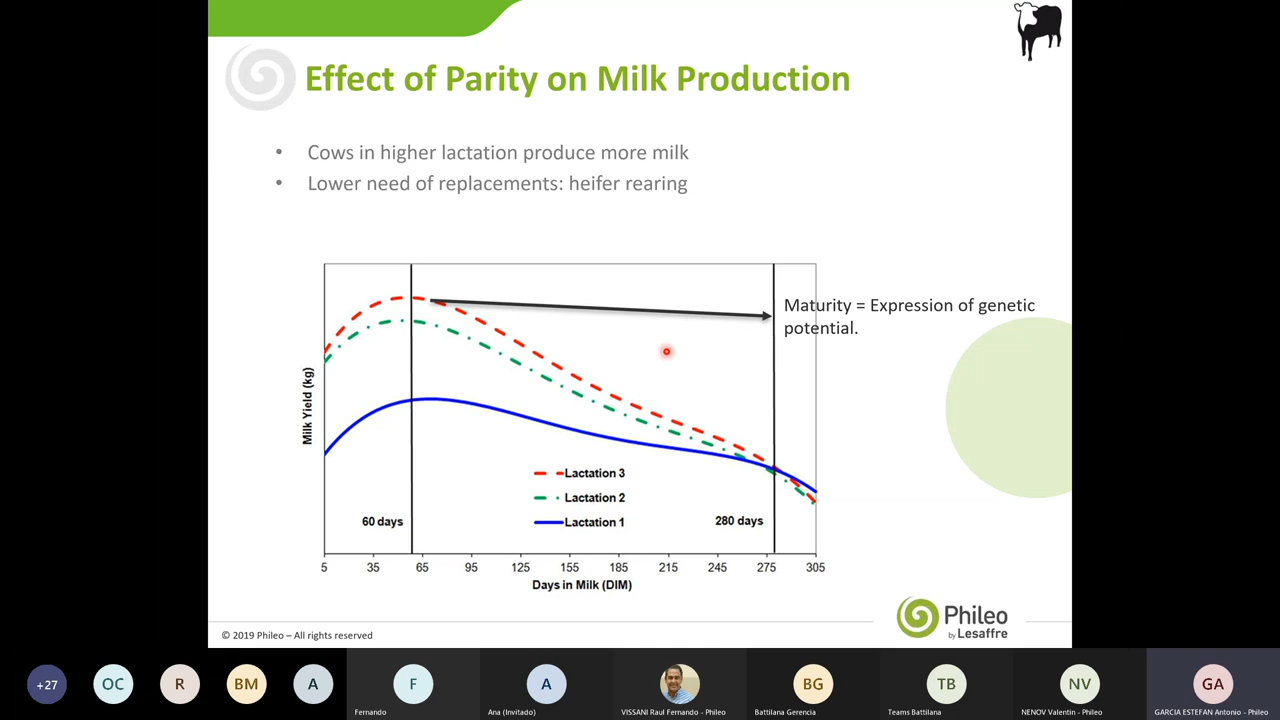 Effect of Parity on Milk Production
• Cows in higher lactation produce more milk
• Lower need of replacements: heifer rearing
Maturity = Expression of genetic
potential.
Milk Yield (kg)
Lactation 3
Lactation 2
Lactation 1
60 days
280 days
5 35 65 95 125 155 185 215 245 275 305
Days in Milk (DIM)
Phileo
by Lesaffre
© 2019 Phileo – All rights reserved
+27 OC R BM A F A BG TB NV GA
Fernando
Ana (Invitado)
VISSANI Raul Fernando - Phileo
Battilana Gerencia
Teams Battilana
NENOV Valentin - Phileo
GARCIA ESTEFAN Antonio - Phileo